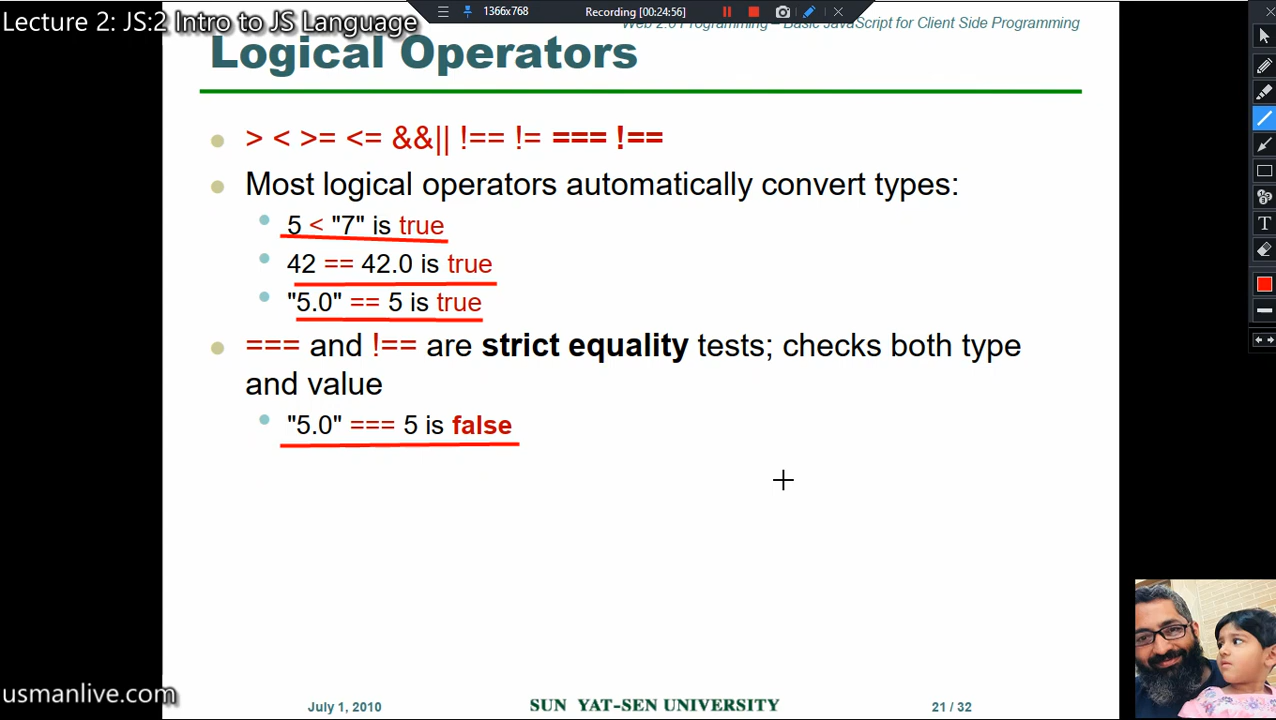 Lecture 2: JS:2 Intro to JS Language
1366x768
Recording [00:24:56]
Web 2.0 Programming – Basic JavaScript for Client Side Programming
Logical Operators
> < >= <= &&|| !== != === !==
Most logical operators automatically convert types:
5 < "7" is true
42 == 42.0 is true
"5.0" == 5 is true
=== and !== are strict equality tests; checks both type
and value
"5.0" === 5 is false
usmanlive.com
July 1, 2010
SUN YAT-SEN UNIVERSITY
21 / 32